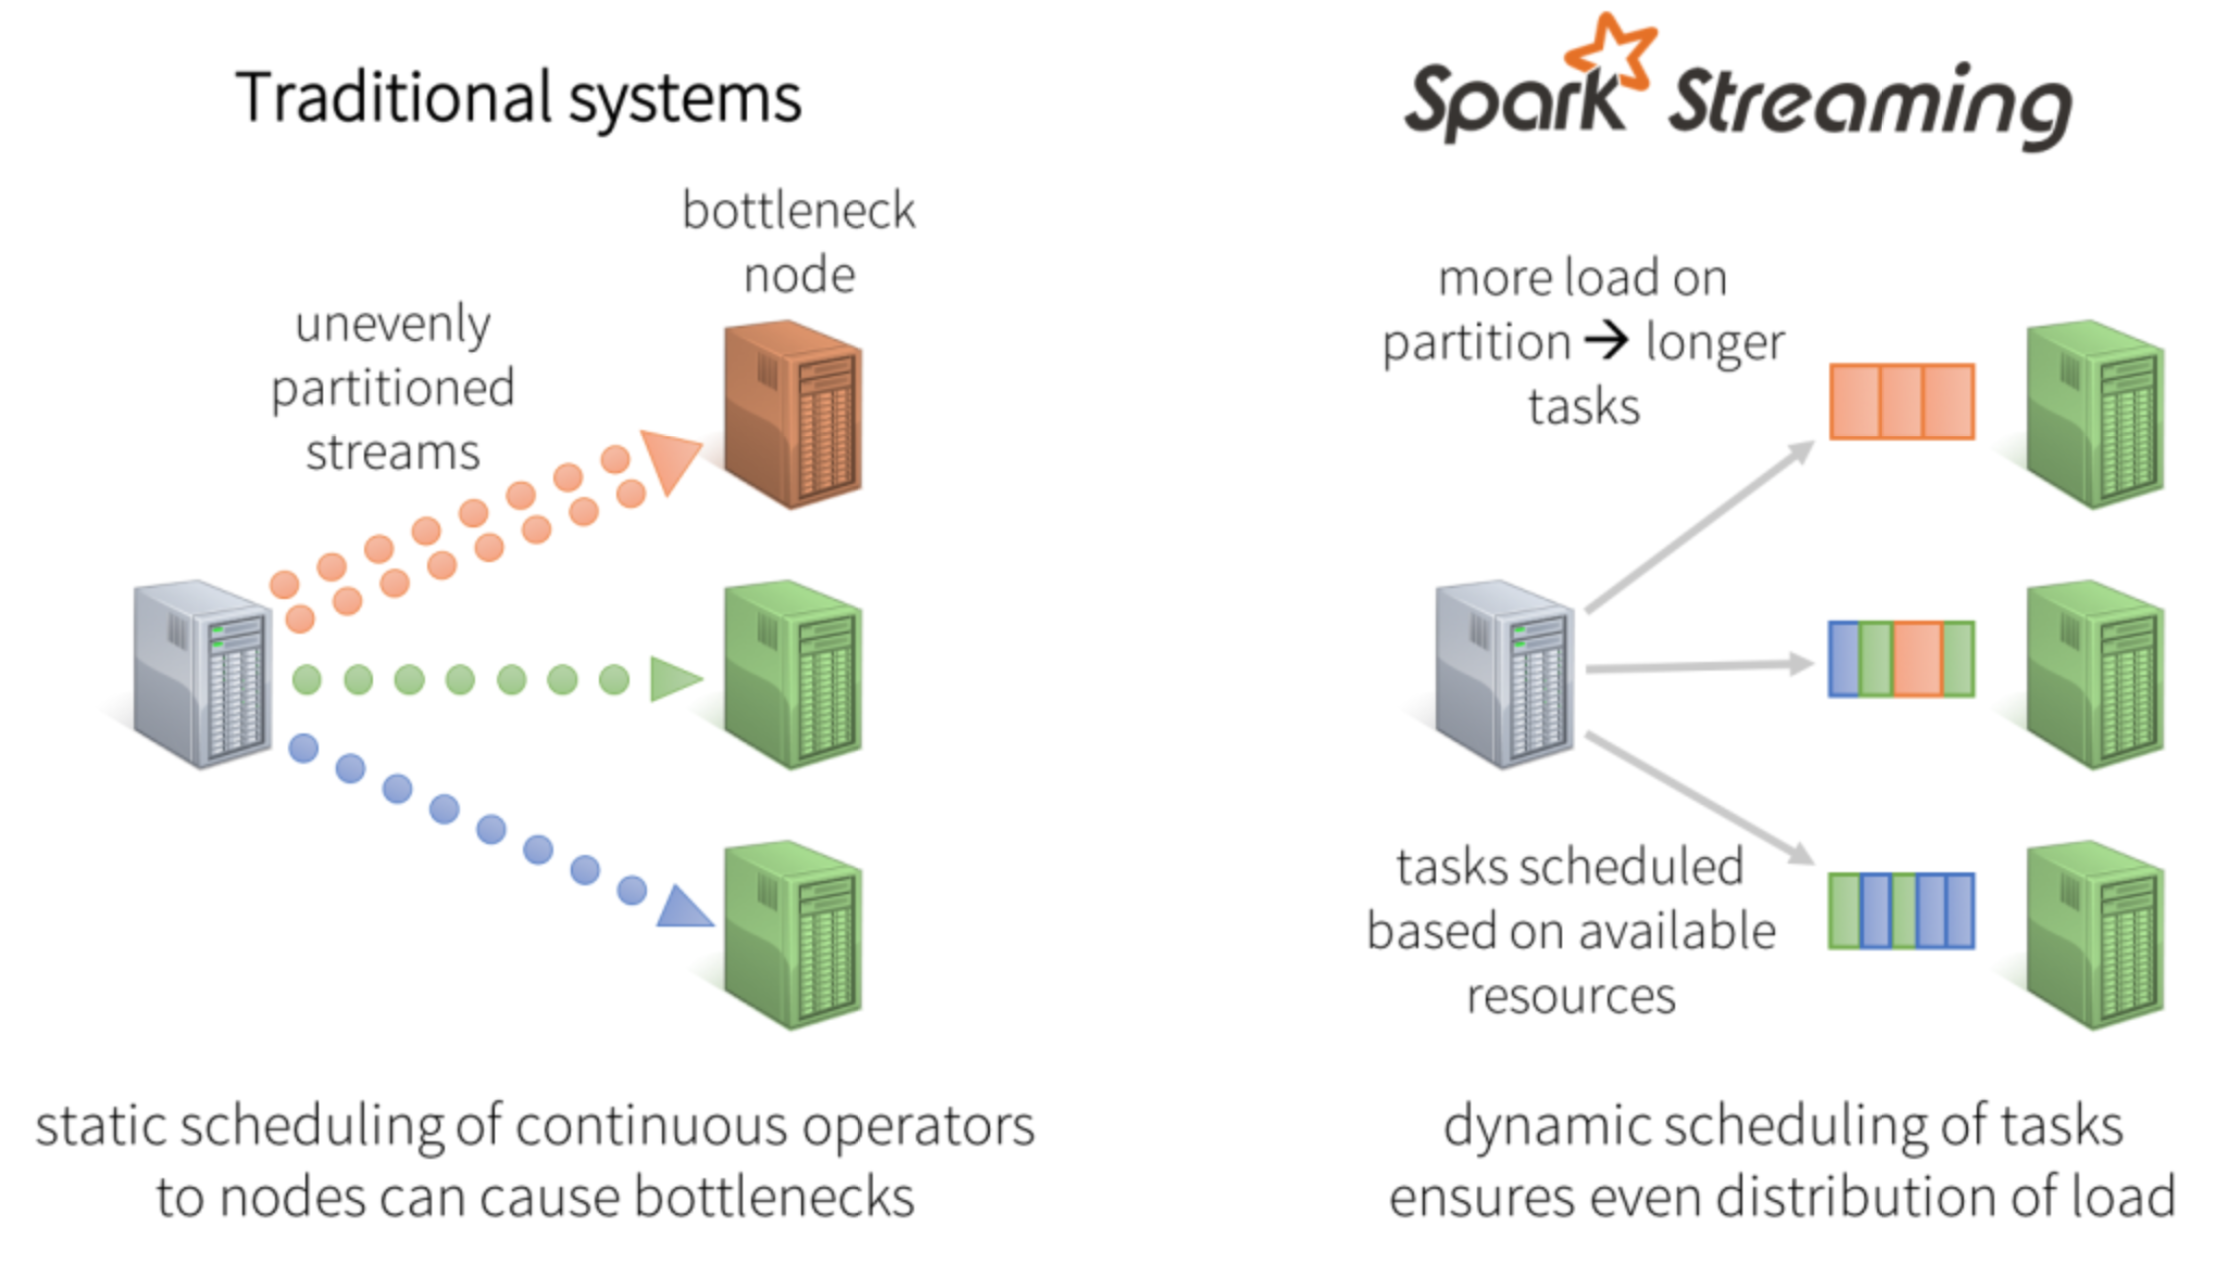 Traditional systems
bottleneck
node
unevenly
partitioned
streams
static scheduling of continuous operators
to nodes can cause bottlenecks
Spark Streaming
more load on
partition → longer
tasks
tasks scheduled
based on available
resources
dynamic scheduling of tasks
ensures even distribution of load